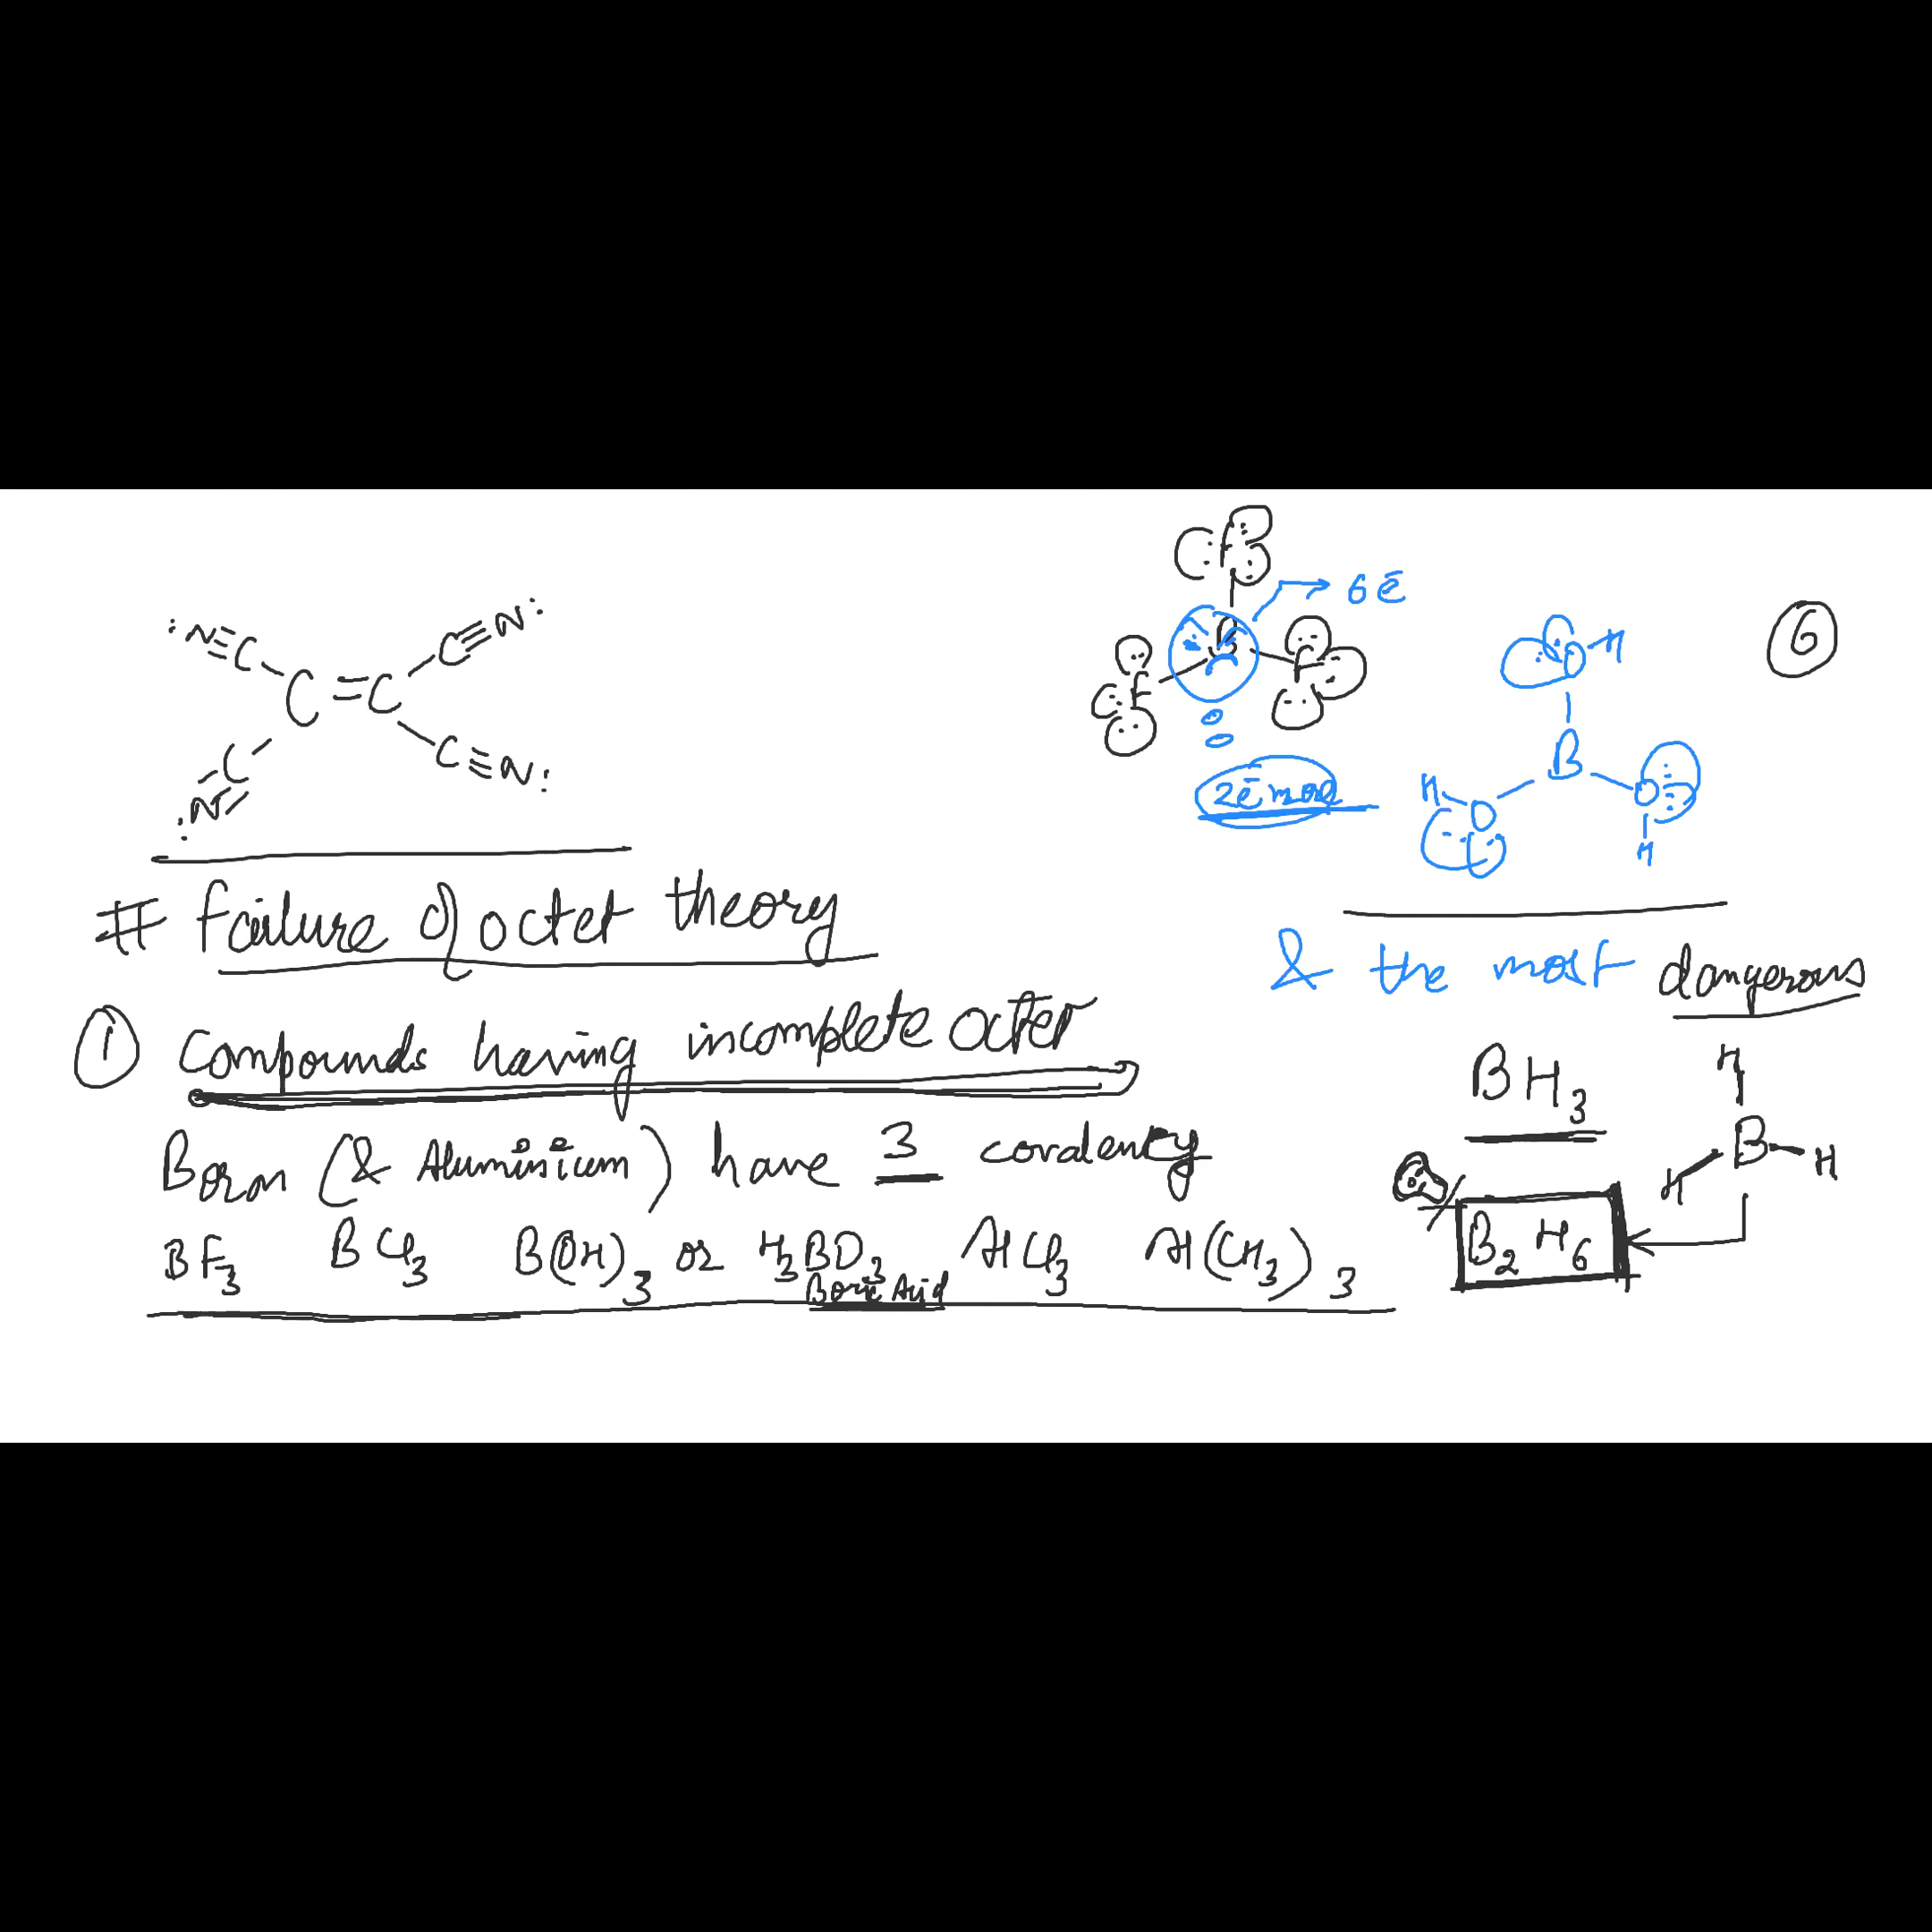 :N≡C
C≡N:
C=C
C
C≡N:
:N
F
B
6 ē
F
F
2ē more
O-H
B
H
O
O
H
6
# Failure of octet theory
& the most dangerous
① Compounds having incomplete octet
BH₃
H
B-H
H
Boron (& Aluminium) have 3 covalency
Q
BF₃ BCl₃ B(OH)₃ or H₃BO₃ AlCl₃ Al(CH₃)₃
Boric Acid
B₂H₆